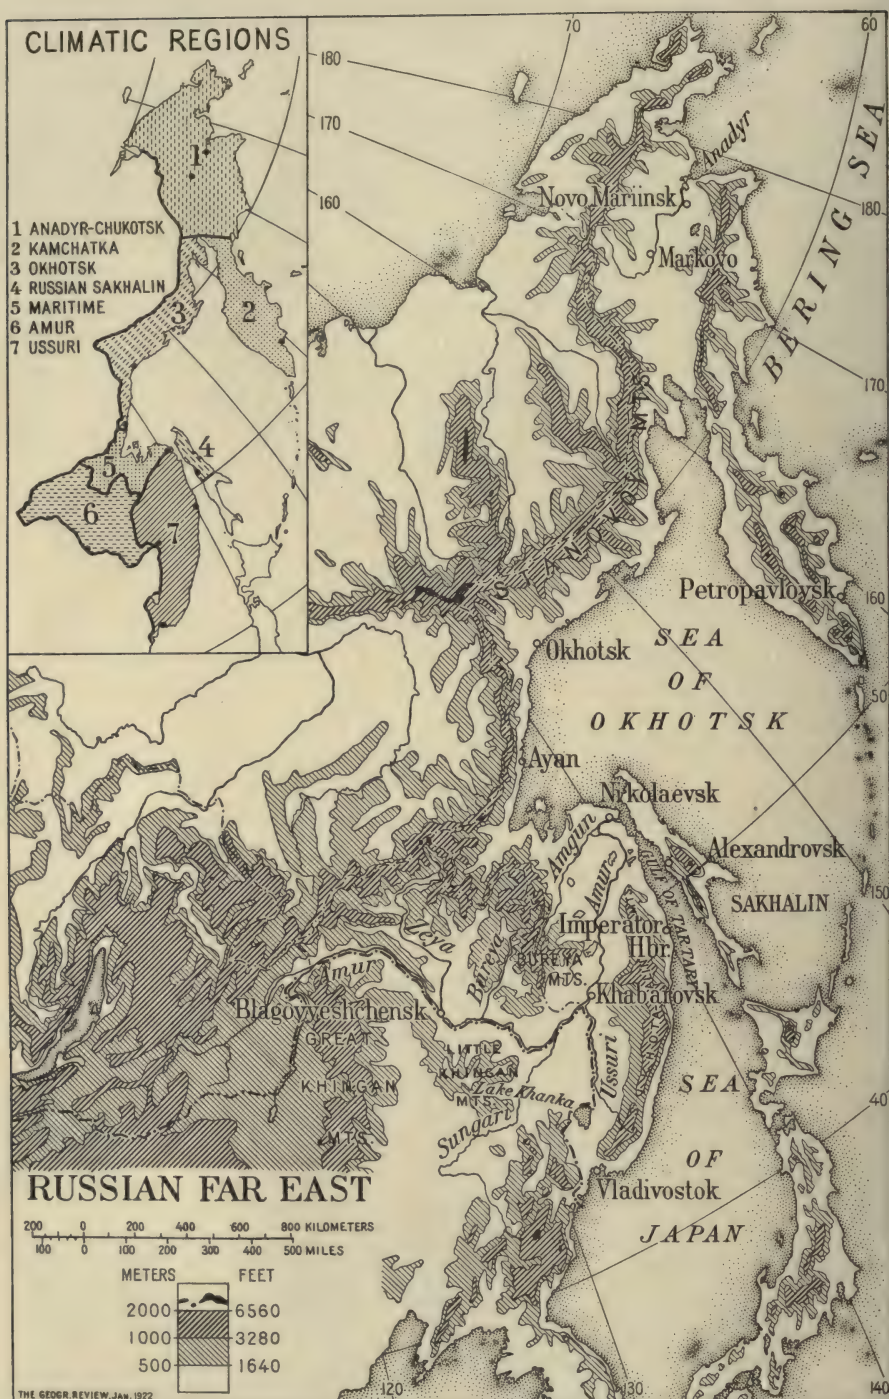 CLIMATIC REGIONS
1
2
3
4
5
6
7
1 ANADYR-CHUKOTSK
2 KAMCHATKA
3 OKHOTSK
4 RUSSIAN SAKHALIN
5 MARITIME
6 AMUR
7 USSURI
70
60
180
170
160
BERING SEA
Anadyr
Novo Mariinsk
180
Markovo
170
STANOVOI MTS.
Petropavlovsk
160
Okhotsk
SEA
OF
OKHOTSK
50
Ayan
Nikolaevsk
Amgun
Alexandrovsk
GULF OF TARTARY
Amur
SAKHALIN
150
Zeya
Imperator
Hbr.
Bureya
BUREYA
MTS.
Amur
Khabarovsk
Blagovyeshchensk
GREAT
KHINGAN
MTS.
LITTLE
KHINGAN
MTS.
Lake Khanka
Ussuri
Sungari
SEA
OF
JAPAN
40
Vladivostok
RUSSIAN FAR EAST
200 0 200 400 600 800 KILOMETERS
100 0 100 200 300 500 MILES
METERS FEET
2000 6560
1000 3280
500 1640
THE GEOGR. REVIEW, JAN. 1922
120
130
140